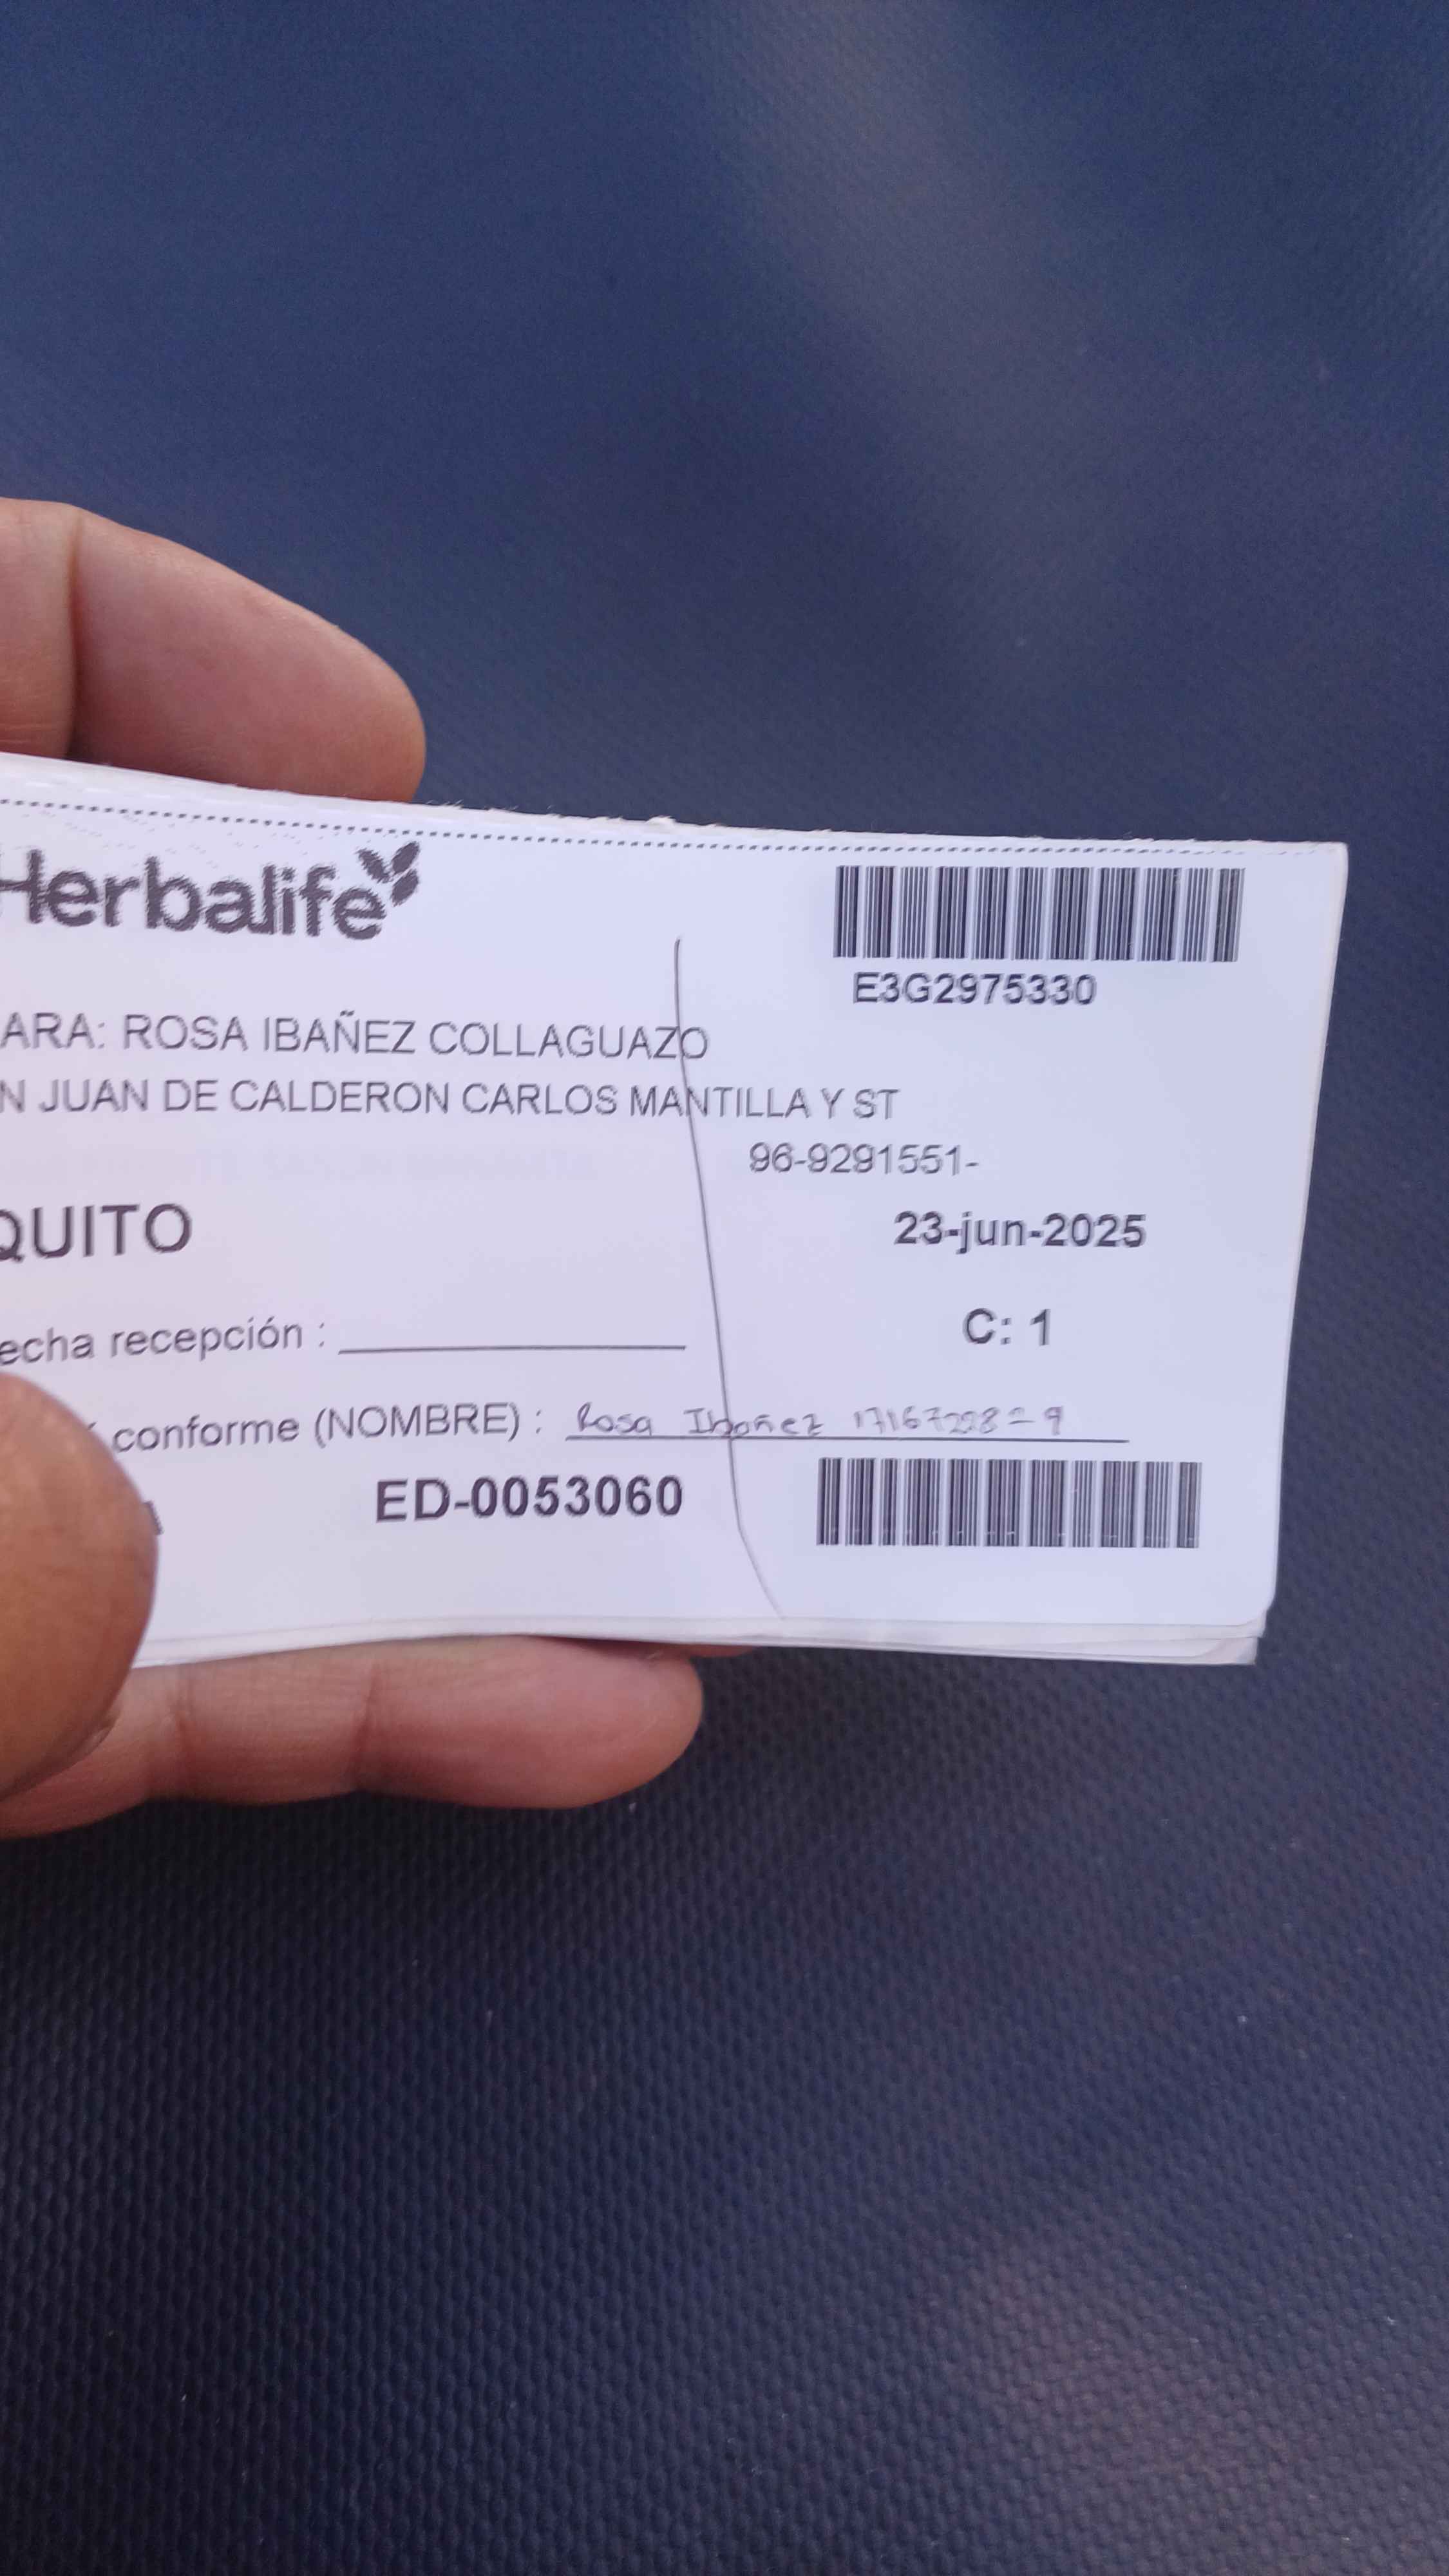 Herbalife
E3G2975330
ARA: ROSA IBAÑEZ COLLAGUAZO
N JUAN DE CALDERON CARLOS MANTILLA Y ST
96-9291551-
QUITO
23-jun-2025
echa recepción :
C: 1
conforme (NOMBRE) : Rosa Ibañez
ED-0053060